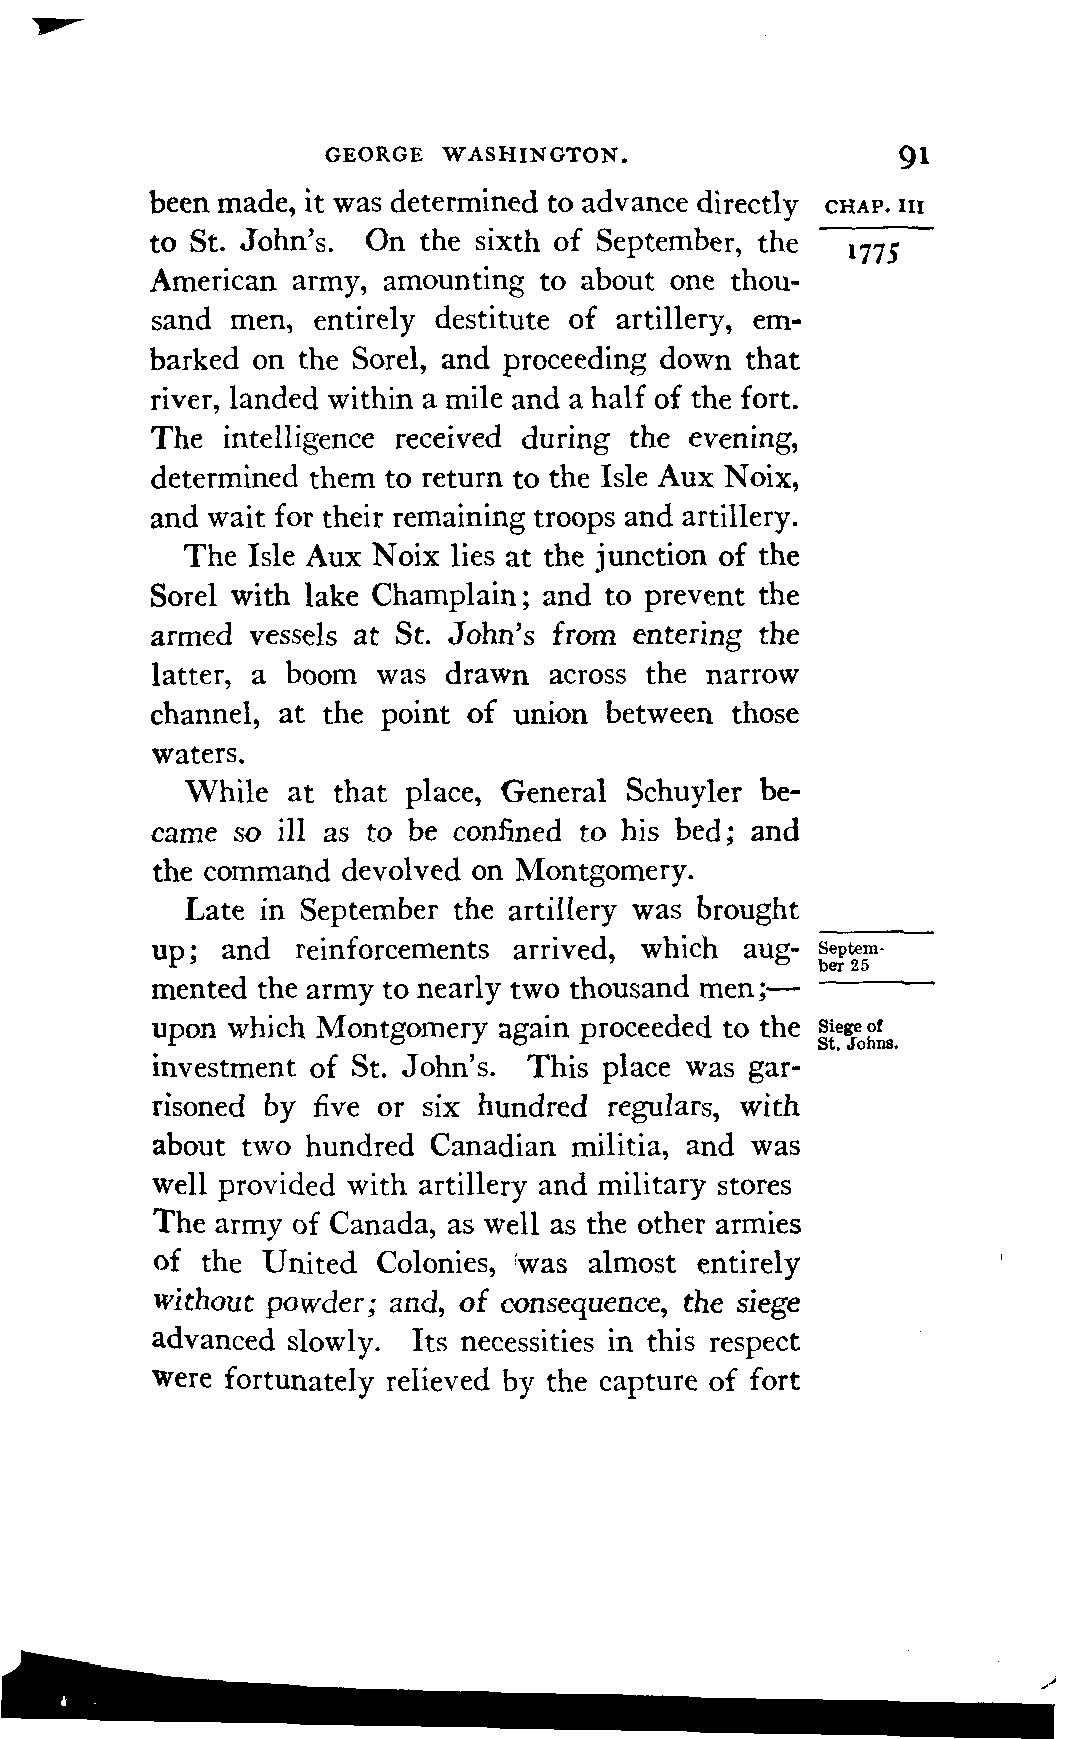 GEORGE WASHINGTON. 91
been made, it was determined to advance directly
CHAP. III
to St. John's. On the sixth of September, the
1775
American army, amounting to about one thou-
sand men, entirely destitute of artillery, em-
barked on the Sorel, and proceeding down that
river, landed within a mile and a half of the fort.
The intelligence received during the evening,
determined them to return to the Isle Aux Noix,
and wait for their remaining troops and artillery.
The Isle Aux Noix lies at the junction of the
Sorel with lake Champlain; and to prevent the
armed vessels at St. John's from entering the
latter, a boom was drawn across the narrow
channel, at the point of union between those
waters.
While at that place, General Schuyler be-
came so ill as to be confined to his bed; and
the command devolved on Montgomery.
Late in September the artillery was brought
up; and reinforcements arrived, which aug-
Septem-
ber 25
mented the army to nearly two thousand men;—
upon which Montgomery again proceeded to the
Siege of
St. Johns.
investment of St. John's. This place was gar-
risoned by five or six hundred regulars, with
about two hundred Canadian militia, and was
well provided with artillery and military stores
The army of Canada, as well as the other armies
of the United Colonies, was almost entirely
without powder; and, of consequence, the siege
advanced slowly. Its necessities in this respect
were fortunately relieved by the capture of fort